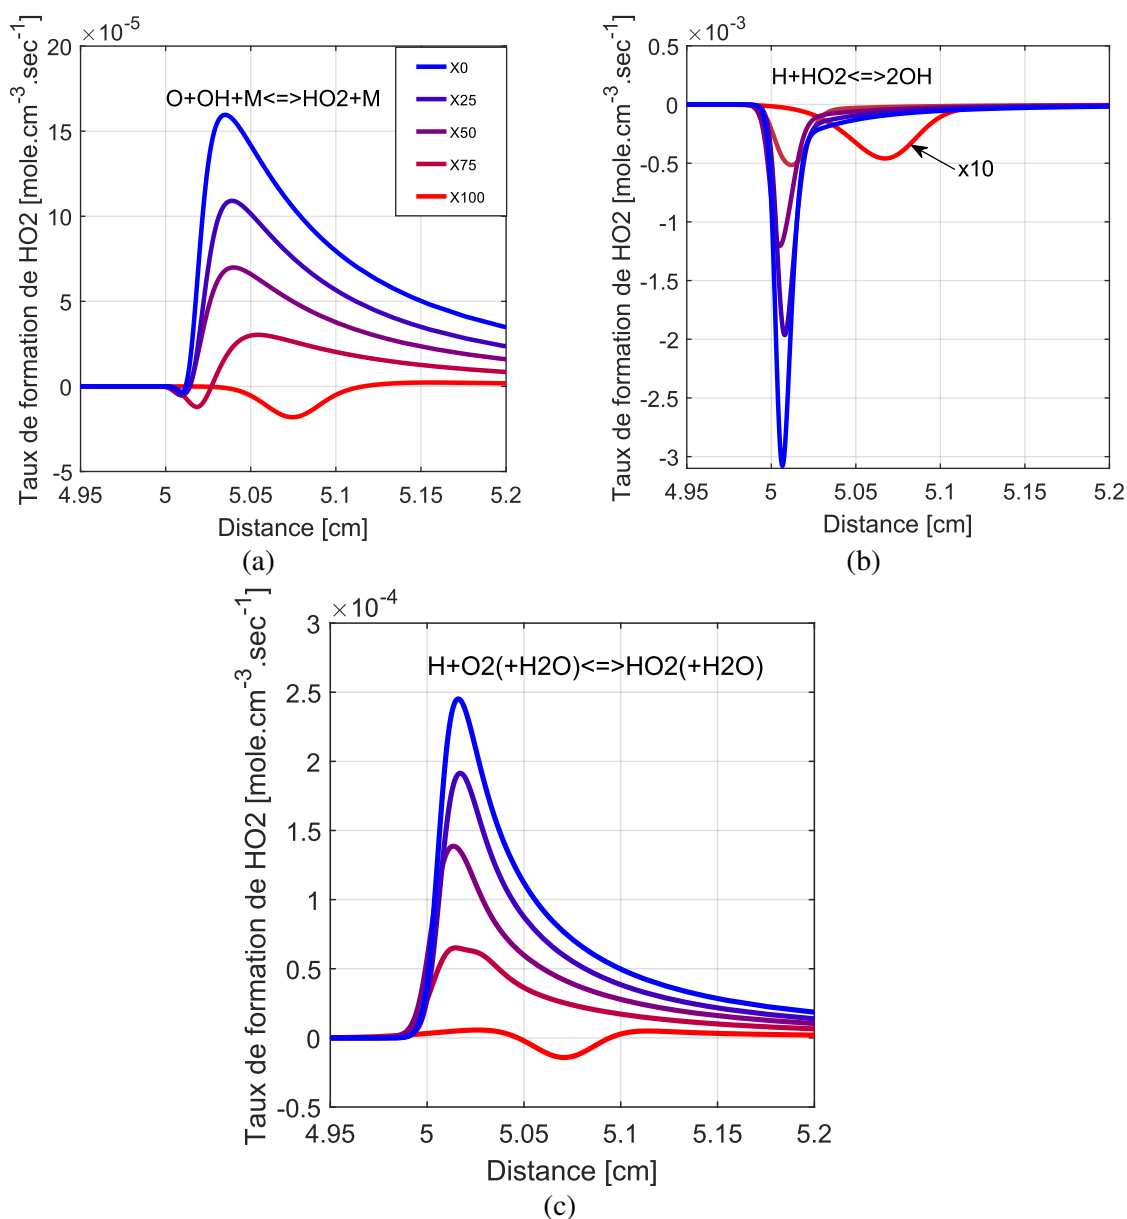 ×10-5
Taux de formation de HO2 [mole.cm-3.sec-1]
20
15
10
5
0
-5
O+OH+M<=>HO2+M
X0
X25
X50
X75
X100
4.95 5 5.05 5.1 5.15 5.2
Distance [cm]
(a)
×10-3
Taux de formation de HO2 [mole.cm-3.sec-1]
0.5
0
-0.5
-1
-1.5
-2
-2.5
-3
H+HO2<=>2OH
x10
4.95 5 5.05 5.1 5.15 5.2
Distance [cm]
(b)
×10-4
Taux de formation de HO2 [mole.cm-3.sec-1]
3
2.5
2
1.5
1
0.5
0
-0.5
H+O2(+H2O)<=>HO2(+H2O)
4.95 5 5.05 5.1 5.15 5.2
Distance [cm]
(c)